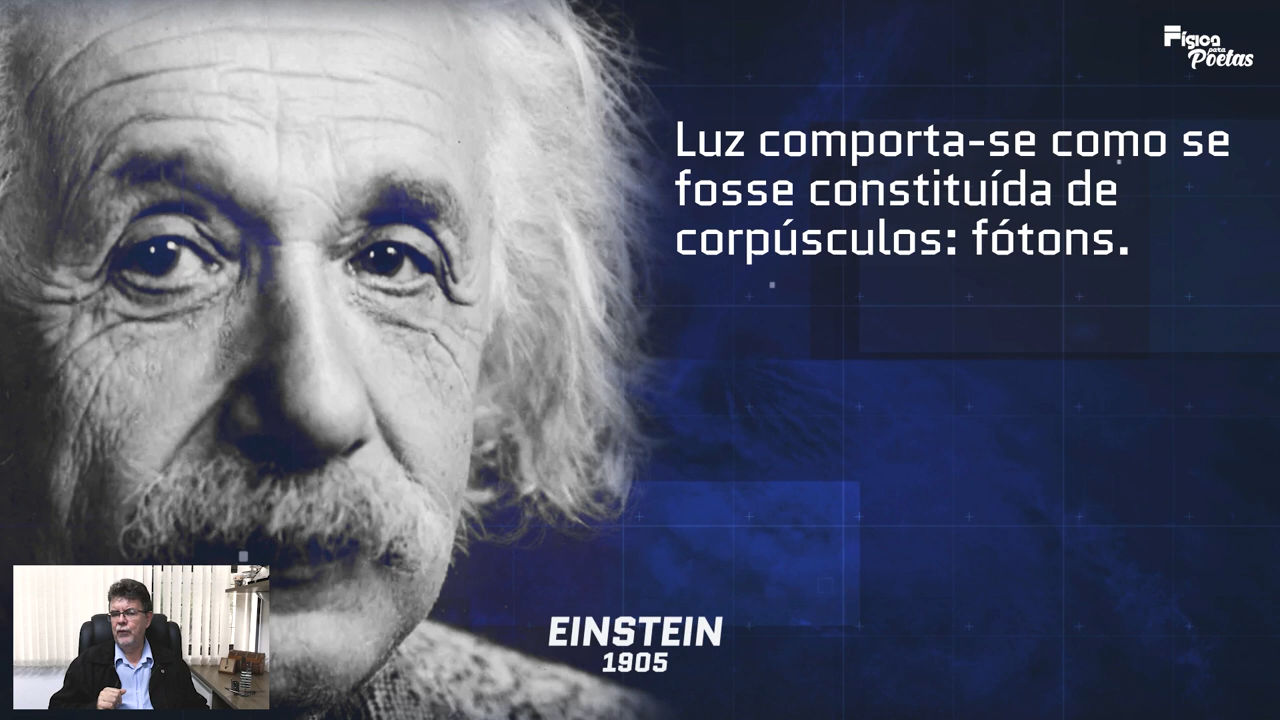 Física
para
Poetas
Luz comporta-se como se
fosse constituída de
corpúsculos: fótons.
EINSTEIN
1905